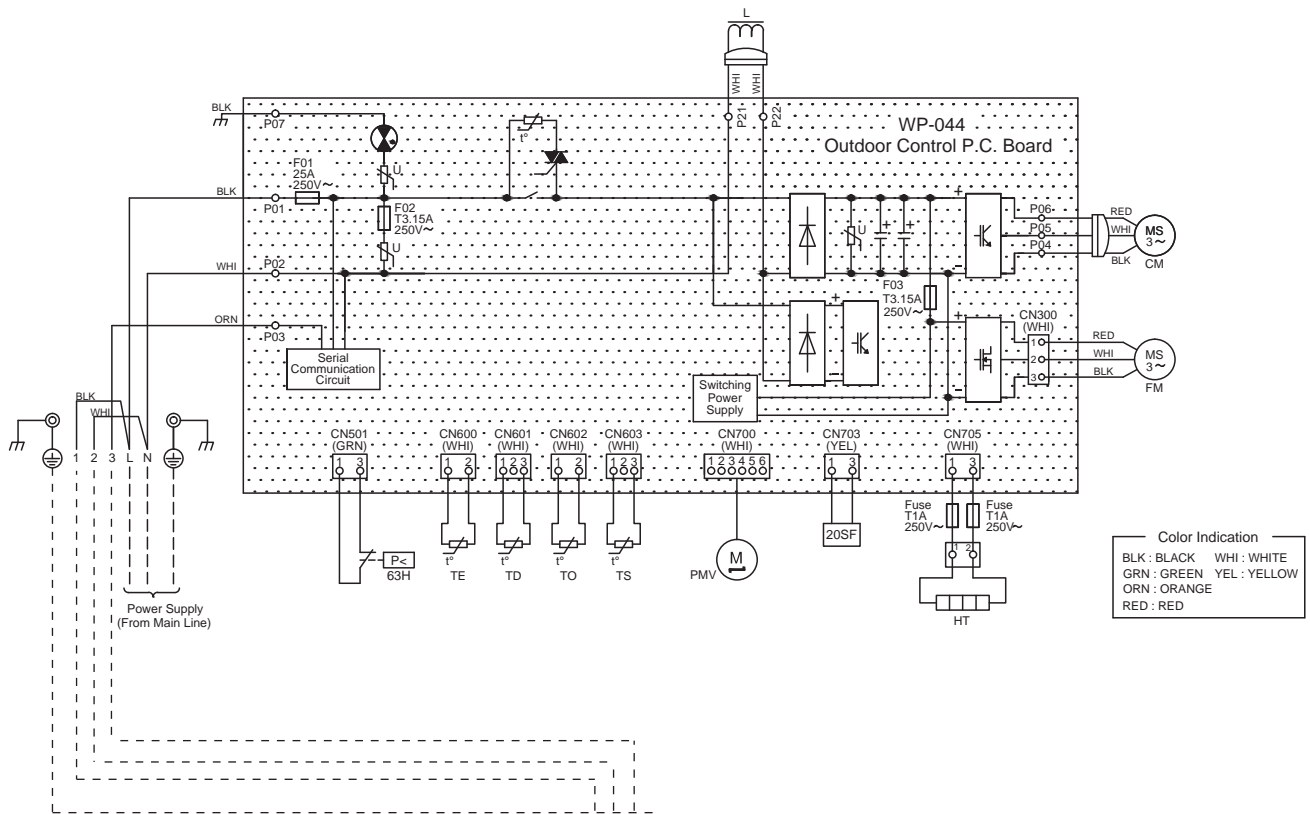 L
WHI
WHI
P21
P22
WP-044
Outdoor Control P.C. Board
BLK
P07
U
t°
F01
25A
250V~
BLK
P01
F02
T3.15A
250V~
U
WHI
P02
ORN
P03
Serial
Communication
Circuit
U
+
+
+
-
P06
P05
P04
RED
WHI
BLK
MS
3~
CM
F03
T3.15A
250V~
+
-
+
-
CN300
(WHI)
1
2
3
RED
WHI
BLK
MS
3~
FM
Switching
Power
Supply
BLK
WHI
1 2 3 L N
CN501
(GRN)
1 3
CN600
(WHI)
1 2
CN601
(WHI)
1 2 3
CN602
(WHI)
1 2
CN603
(WHI)
1 2 3
CN700
(WHI)
1 2 3 4 5 6
CN703
(YEL)
1 3
CN705
(WHI)
1 3
P<
63H
t°
TE
t°
TD
t°
TO
t°
TS
M
PMV
20SF
Fuse
T1A
250V~
Fuse
T1A
250V~
1 2
HT
Power Supply
(From Main Line)
Color Indication
BLK : BLACK WHI : WHITE
GRN : GREEN YEL : YELLOW
ORN : ORANGE
RED : RED